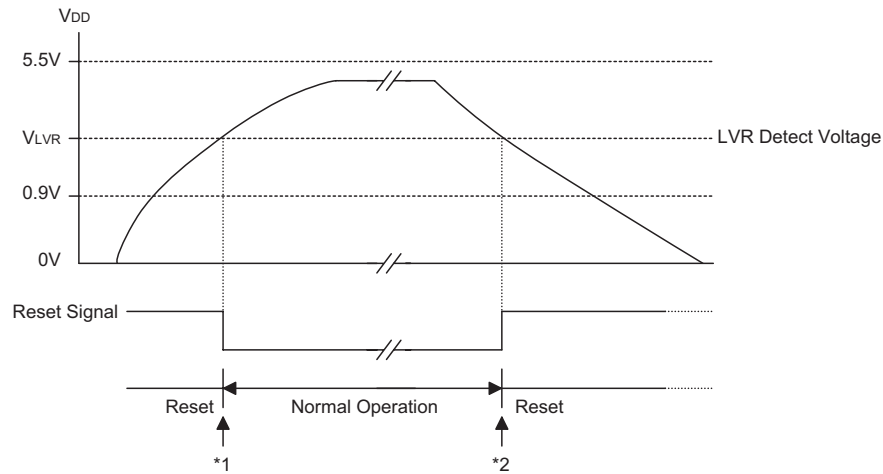 VDD
5.5V
VLVR
LVR Detect Voltage
0.9V
0V
Reset Signal
Reset
Normal Operation
Reset
*1
*2